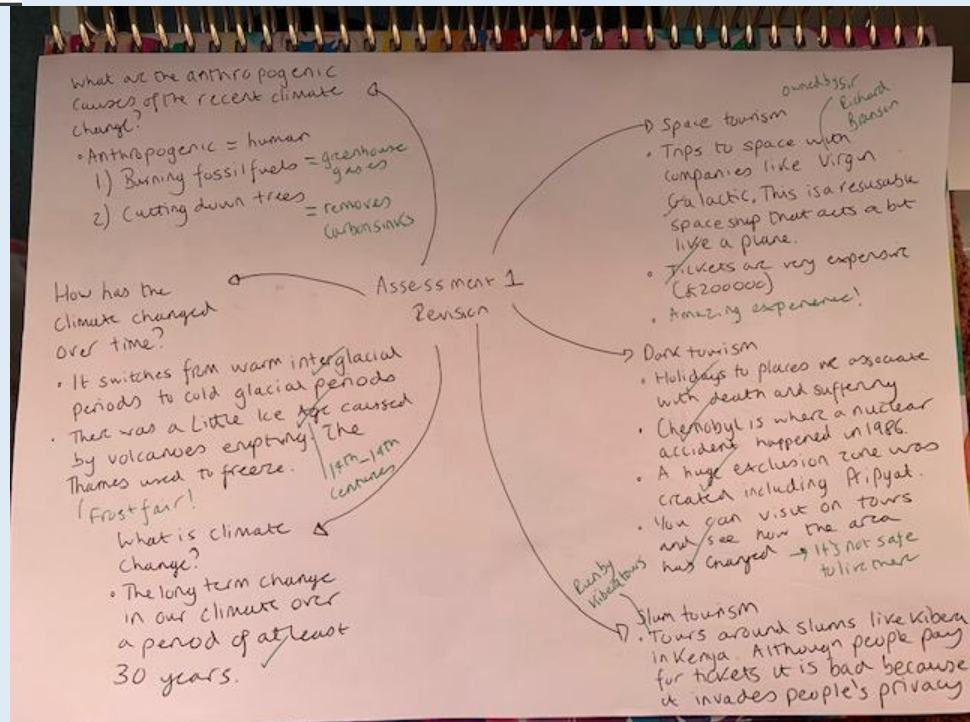 Assessment 1
Revision
What are the anthropogenic
causes of the recent climate
change?
• Anthropogenic = human
1) Burning fossil fuels = greenhouse
gases
2) Cutting down trees = removes
carbon sinks
How has the
climate changed
over time?
• It switches from warm interglacial
periods to cold glacial periods
• There was a Little Ice Age caused
by volcanoes erupting. The
Thames used to freeze.
Frost fair!
14th-19th
centuries
What is climate
change?
• The long term change
in our climate over
a period of at least
30 years.
Space tourism
owned by Sir
Richard
Branson
• Trips to space with
companies like Virgin
Galactic. This is a resusable
space ship that acts a bit
like a plane.
• Tickets are very expensive
(£200000)
• Amazing experience!
Dark tourism
• Holidays to places we associate
with death and suffering
• Chernobyl is where a nuclear
accident happened in 1986.
• A huge exclusion zone was
created including Pripyat.
• You can visit on tours
and see how the area
has changed → It's not safe
to live there
Run by
Kibera tours
Slum tourism
• Tours around slums like Kibera
in Kenya. Although people pay
for tickets it is bad because
it invades people's privacy